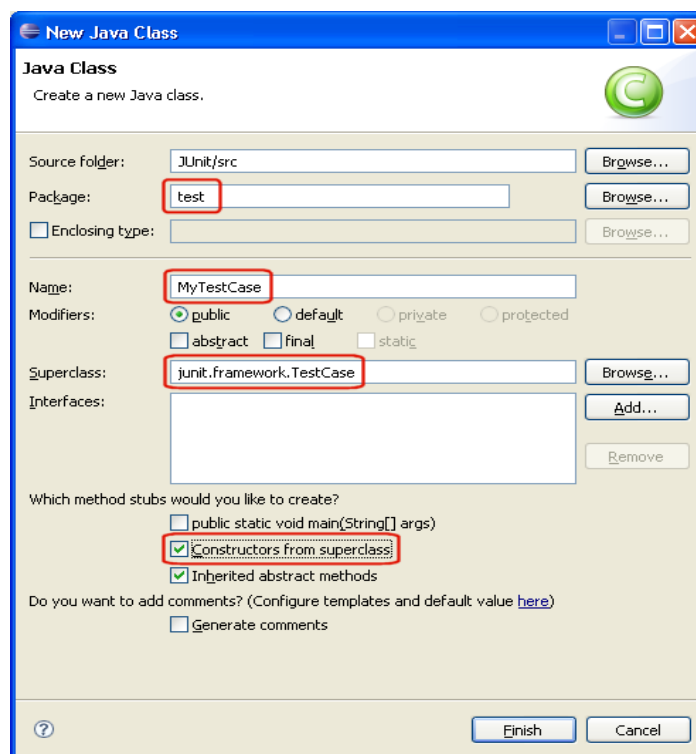 New Java Class
Java Class
Create a new Java class.
C
Source folder: JUnit/src Browse...
Package: test Browse...
Enclosing type: Browse...
Name: MyTestCase
Modifiers: public default private protected
abstract final static
Superclass: junit.framework.TestCase Browse...
Interfaces: Add...
Remove
Which method stubs would you like to create?
public static void main(String[] args)
Constructors from superclass
Inherited abstract methods
Do you want to add comments? (Configure templates and default value here)
Generate comments
? Finish Cancel